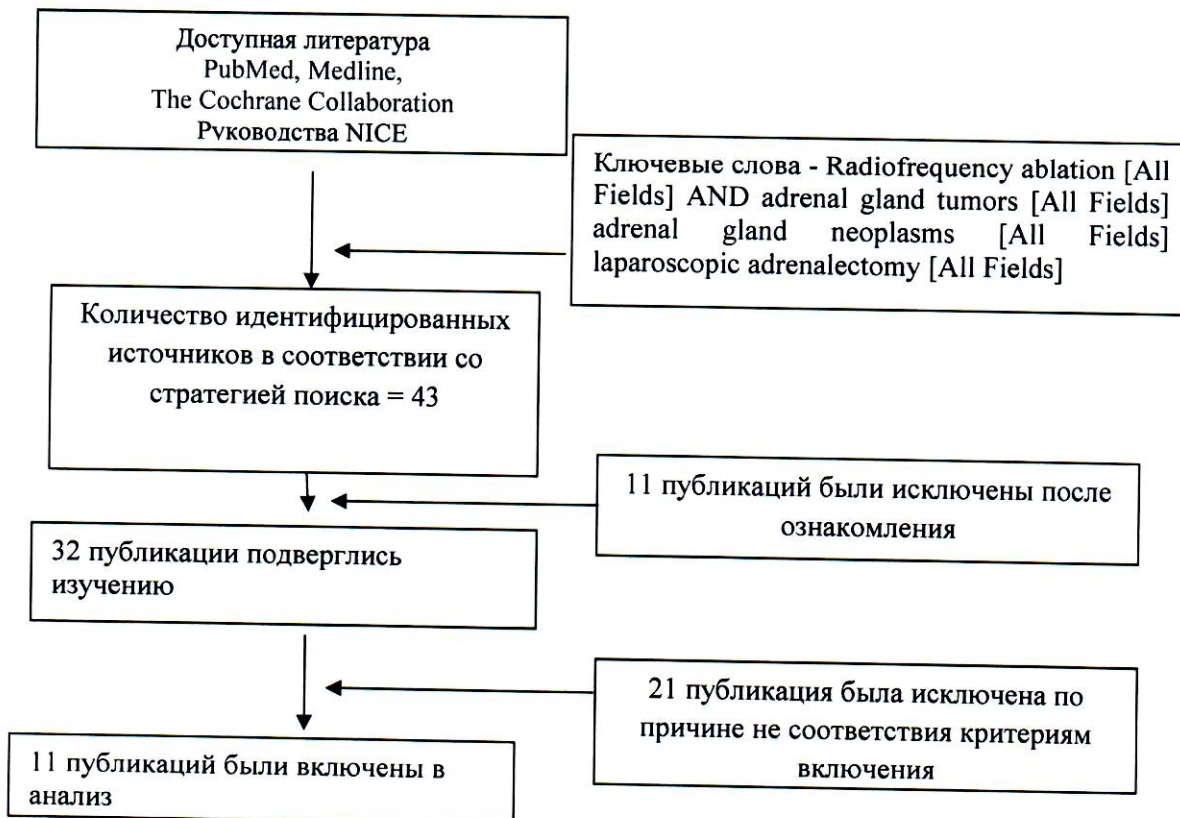 Доступная литература
PubMed, Medline,
The Cochrane Collaboration
Руководства NICE
Ключевые слова - Radiofrequency ablation [All
Fields] AND adrenal gland tumors [All Fields]
adrenal gland neoplasms [All Fields]
laparoscopic adrenalectomy [All Fields]
Количество идентифицированных
источников в соответствии со
стратегией поиска = 43
11 публикаций были исключены после
ознакомления
32 публикации подверглись
изучению
21 публикация была исключена по
причине не соответствия критериям
включения
11 публикаций были включены в
анализ